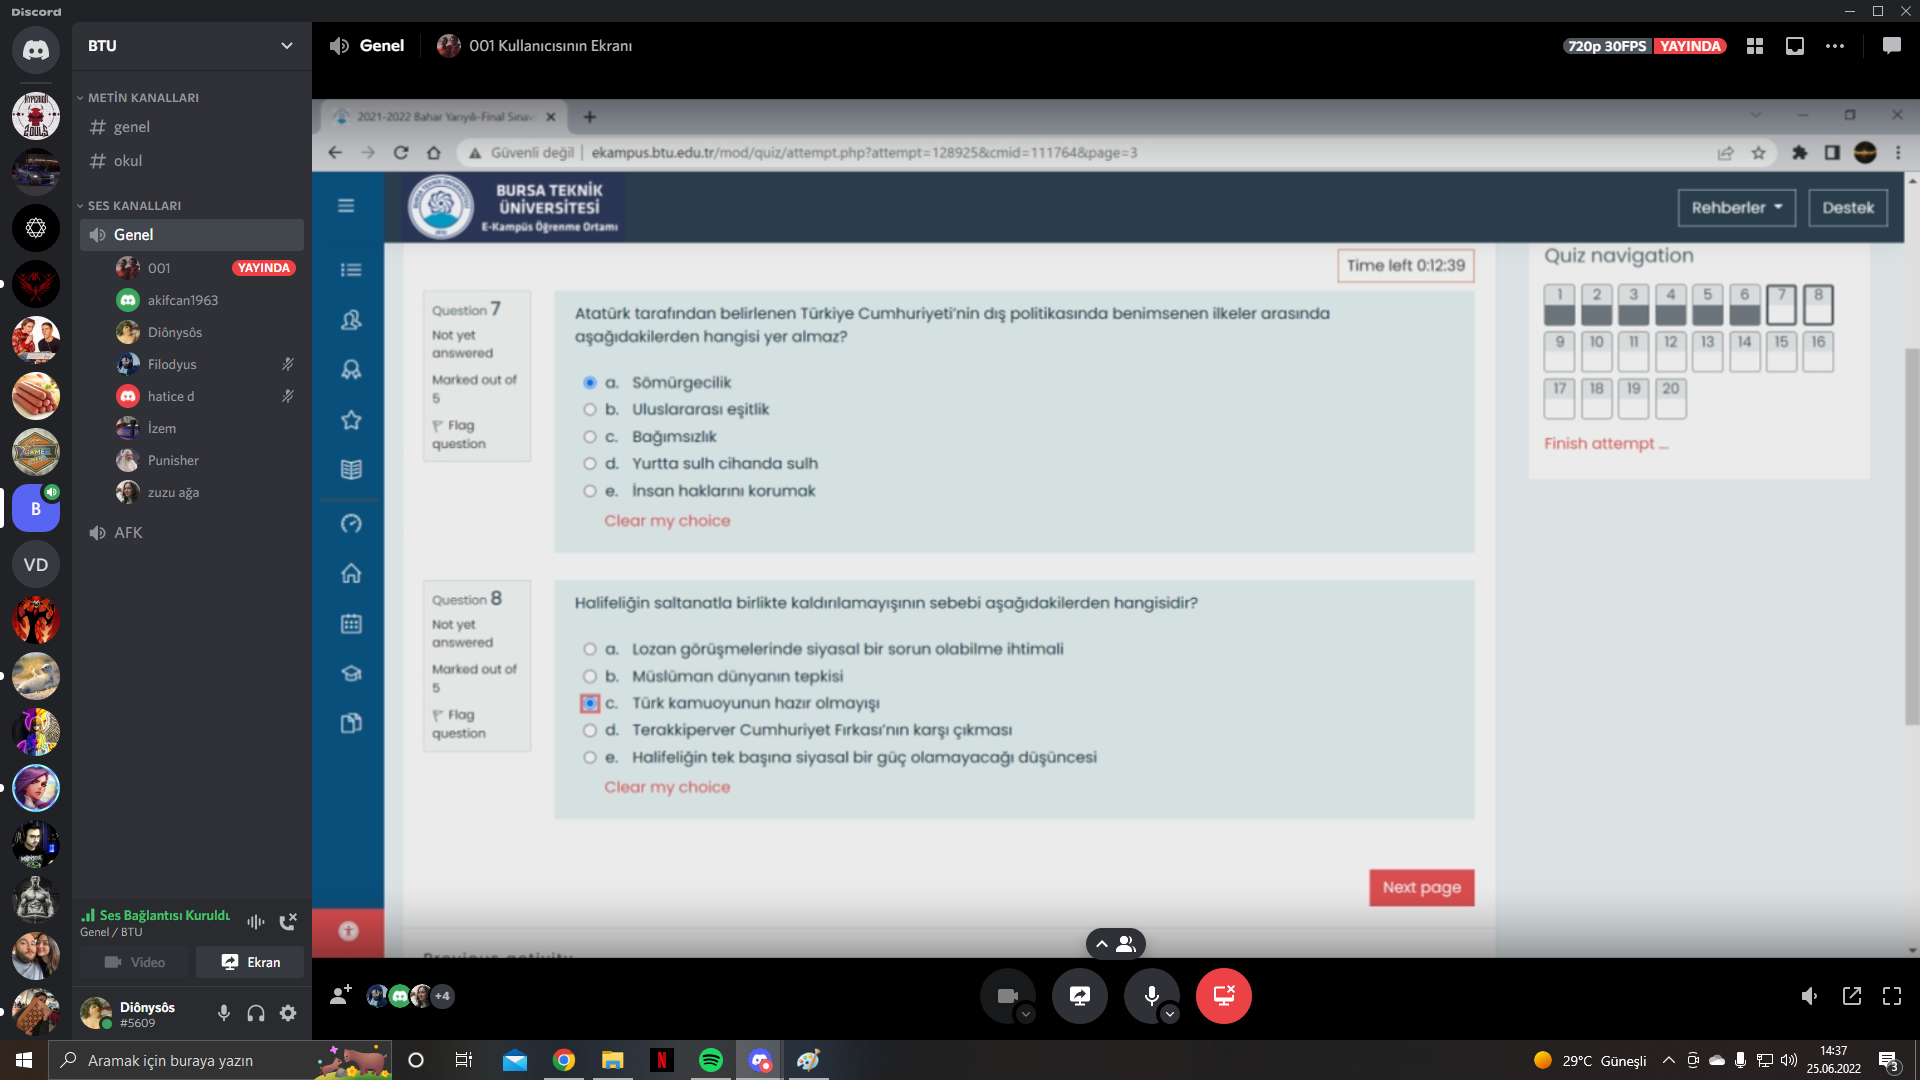 Discord
BTU
METİN KANALLARI
genel
okul
SES KANALLARI
Genel
001
YAYINDA
akifcan1963
Diônysôs
Filodyus
hatice d
İzem
Punisher
zuzu ağa
AFK
B
VD
Ses Bağlantısı Kuruldu
Genel / BTU
Video
Ekran
Diônysôs
#5609
Genel
001 Kullanıcısının Ekranı
720p 30FPS
YAYINDA
2021-2022 Bahar Yarıyılı-Final Sınav
Güvenli değil
ekampus.btu.edu.tr/mod/quiz/attempt.php?attempt=128925&cmid=111764&page=3
BURSA TEKNİK
ÜNİVERSİTESİ
E-Kampüs Öğrenme Ortamı
Rehberler
Destek
Time left 0:12:39
Question 7
Not yet
answered
Marked out of
5
Flag
question
Atatürk tarafından belirlenen Türkiye Cumhuriyeti'nin dış politikasında benimsenen ilkeler arasında
aşağıdakilerden hangisi yer almaz?
a. Sömürgecilik
b. Uluslararası eşitlik
c. Bağımsızlık
d. Yurtta sulh cihanda sulh
e. İnsan haklarını korumak
Clear my choice
Question 8
Not yet
answered
Marked out of
5
Flag
question
Halifeliğin saltanatla birlikte kaldırılamayışının sebebi aşağıdakilerden hangisidir?
a. Lozan görüşmelerinde siyasal bir sorun olabilme ihtimali
b. Müslüman dünyanın tepkisi
c. Türk kamuoyunun hazır olmayışı
d. Terakkiperver Cumhuriyet Fırkası'nın karşı çıkması
e. Halifeliğin tek başına siyasal bir güç olamayacağı düşüncesi
Clear my choice
Next page
Previous activity
Quiz navigation
1 2 3 4 5 6 7 8
9 10 11 12 13 14 15 16
17 18 19 20
Finish attempt ...
+4
Aramak için buraya yazın
29°C Güneşli
14:37
25.06.2022
3